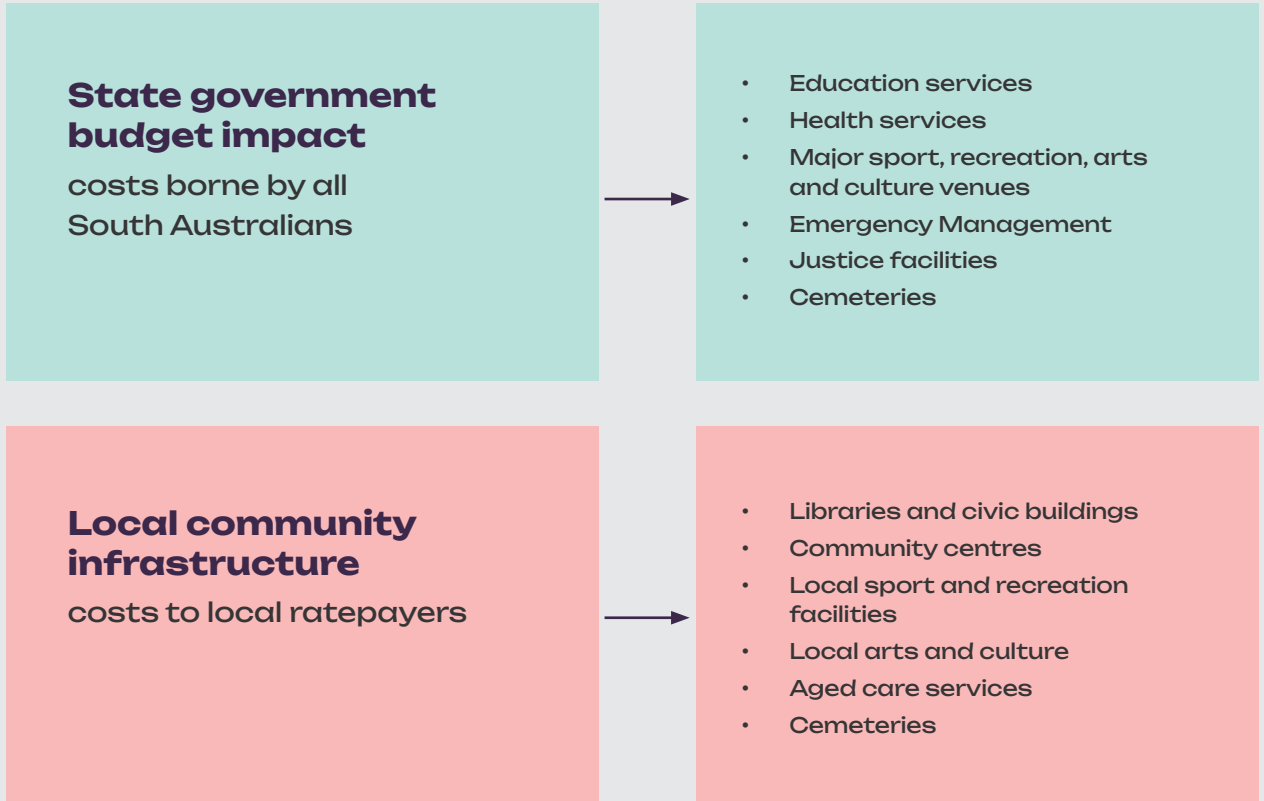 State government
budget impact
costs borne by all
South Australians
• Education services
• Health services
• Major sport, recreation, arts
and culture venues
• Emergency Management
• Justice facilities
• Cemeteries
Local community
infrastructure
costs to local ratepayers
• Libraries and civic buildings
• Community centres
• Local sport and recreation
facilities
• Local arts and culture
• Aged care services
• Cemeteries